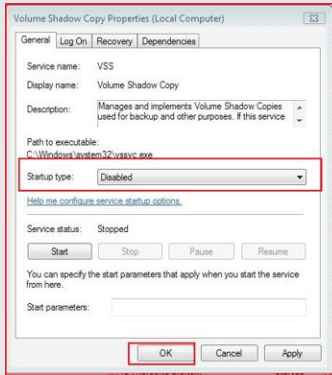 Volume Shadow Copy Properties (Local Computer)
General Log On Recovery Dependencies
Service name: VSS
Display name: Volume Shadow Copy
Description: Manages and implements Volume Shadow Copies
used for backup and other purposes. If this service
Path to executable:
C:\Windows\system32\vssvc.exe
Startup type: Disabled
Help me configure service startup options.
Service status: Stopped
Start Stop Pause Resume
You can specify the start parameters that apply when you start the service
from here.
Start parameters:
OK Cancel Apply